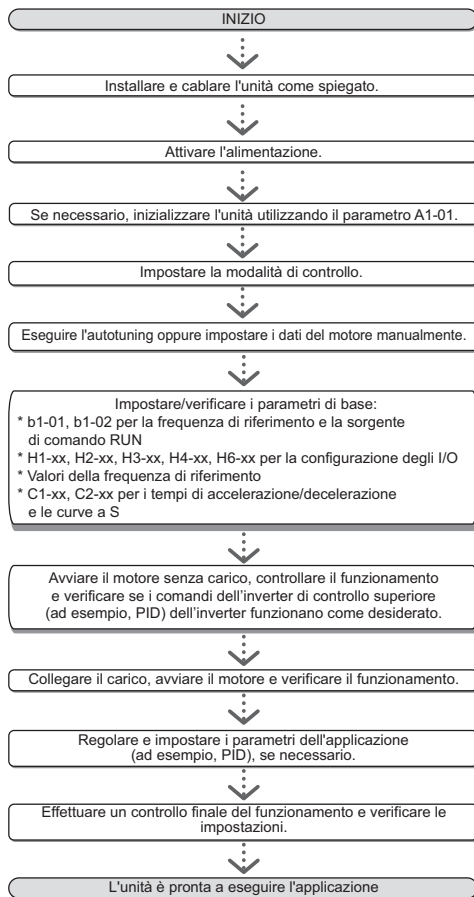 INIZIO
Installare e cablare l'unità come spiegato.
Attivare l'alimentazione.
Se necessario, inizializzare l'unità utilizzando il parametro A1-01.
Impostare la modalità di controllo.
Eseguire l'autotuning oppure impostare i dati del motore manualmente.
Impostare/verificare i parametri di base:
* b1-01, b1-02 per la frequenza di riferimento e la sorgente
di comando RUN
* H1-xx, H2-xx, H3-xx, H4-xx, H6-xx per la configurazione degli I/O
* Valori della frequenza di riferimento
* C1-xx, C2-xx per i tempi di accelerazione/decelerazione
e le curve a S
Avviare il motore senza carico, controllare il funzionamento
e verificare se i comandi dell'inverter di controllo superiore
(ad esempio, PID) dell'inverter funzionano come desiderato.
Collegare il carico, avviare il motore e verificare il funzionamento.
Regolare e impostare i parametri dell'applicazione
(ad esempio, PID), se necessario.
Effettuare un controllo finale del funzionamento e verificare le
impostazioni.
L'unità è pronta a eseguire l'applicazione